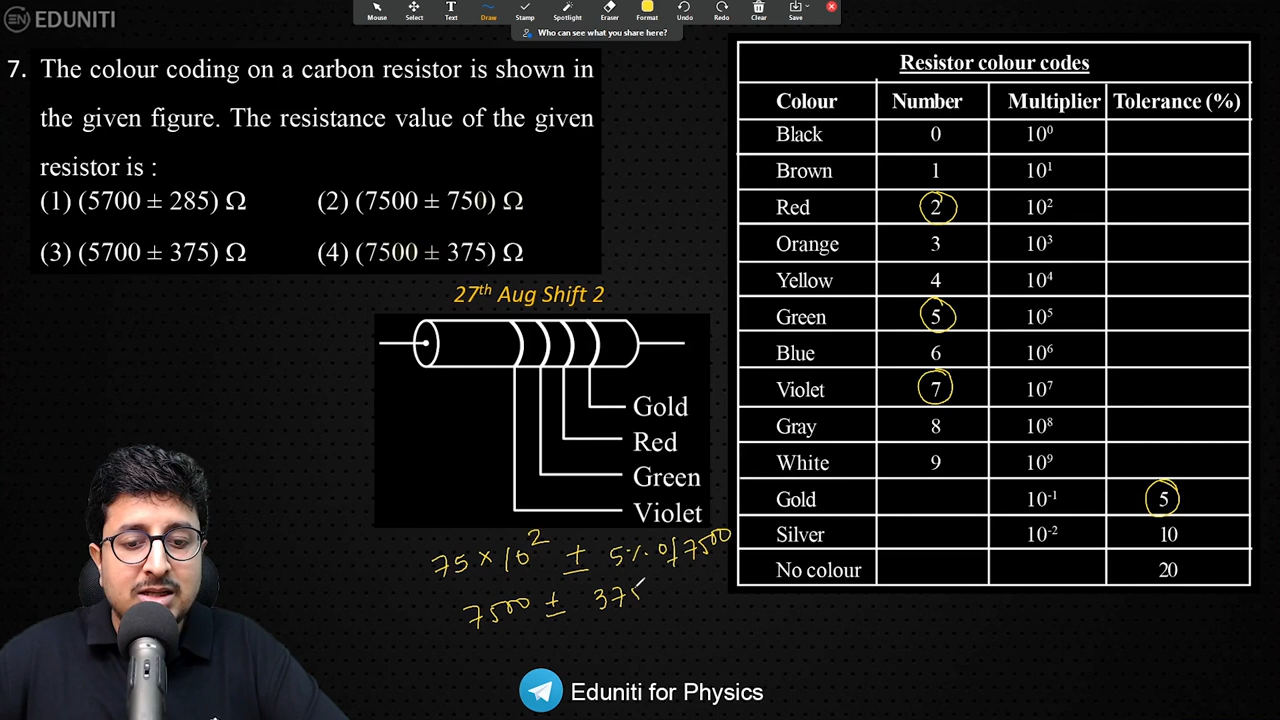 EN EDUNITI
Mouse Select Text Draw Stamp Spotlight Eraser Format Undo Redo Clear Save
Who can see what you share here?
7. The colour coding on a carbon resistor is shown in
the given figure. The resistance value of the given
resistor is :
(1) (5700 ± 285) Ω (2) (7500 ± 750) Ω
(3) (5700 ± 375) Ω (4) (7500 ± 375) Ω
27th Aug Shift 2
Gold
Red
Green
Violet
75 × 10² ± 5% of 7500
7500 ± 375
Resistor colour codes
Colour Number Multiplier Tolerance (%)
Black 0 10⁰
Brown 1 10¹
Red 2 10²
Orange 3 10³
Yellow 4 10⁴
Green 5 10⁵
Blue 6 10⁶
Violet 7 10⁷
Gray 8 10⁸
White 9 10⁹
Gold 10⁻¹ 5
Silver 10⁻² 10
No colour 20
Eduniti for Physics